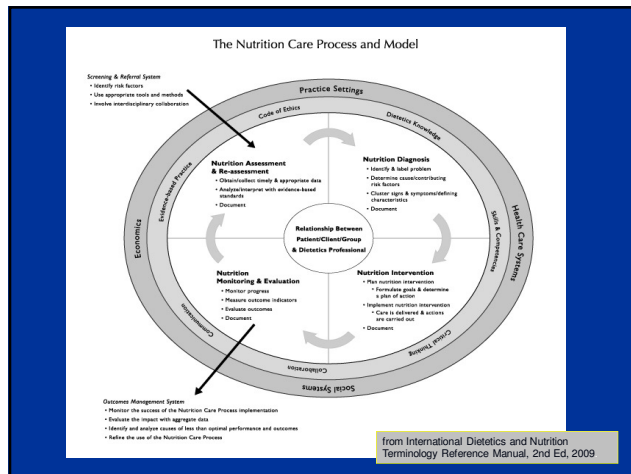 The Nutrition Care Process and Model
Screening & Referral System
• Identify risk factors
• Use appropriate tools and methods
• Involve interdisciplinary collaboration
Practice Settings
Code of Ethics
Dietetics Knowledge
Evidence-based Practice
Economics
Health Care Systems
Skills & Competencies
Nutrition Assessment
& Re-assessment
• Obtain/collect timely & appropriate data
• Analyze/interpret with evidence-based
standards
• Document
Nutrition Diagnosis
• Identify & label problem
• Determine cause/contributing
risk factors
• Cluster signs & symptoms/defining
characteristics
• Document
Relationship Between
Patient/Client/Group
& Dietetics Professional
Nutrition
Monitoring & Evaluation
• Monitor progress
• Measure outcome indicators
• Evaluate outcomes
• Document
Nutrition Intervention
• Plan nutrition intervention
• Formulate goals & determine
a plan of action
• Implement nutrition intervention
• Care is delivered & actions
are carried out
• Document
Communication
Collaboration
Critical Thinking
Social Systems
Outcomes Management System
• Monitor the success of the Nutrition Care Process implementation
• Evaluate the impact with aggregate data
• Identify and analyze causes of less than optimal performance and outcomes
• Refine the use of the Nutrition Care Process
from International Dietetics and Nutrition
Terminology Reference Manual, 2nd Ed, 2009